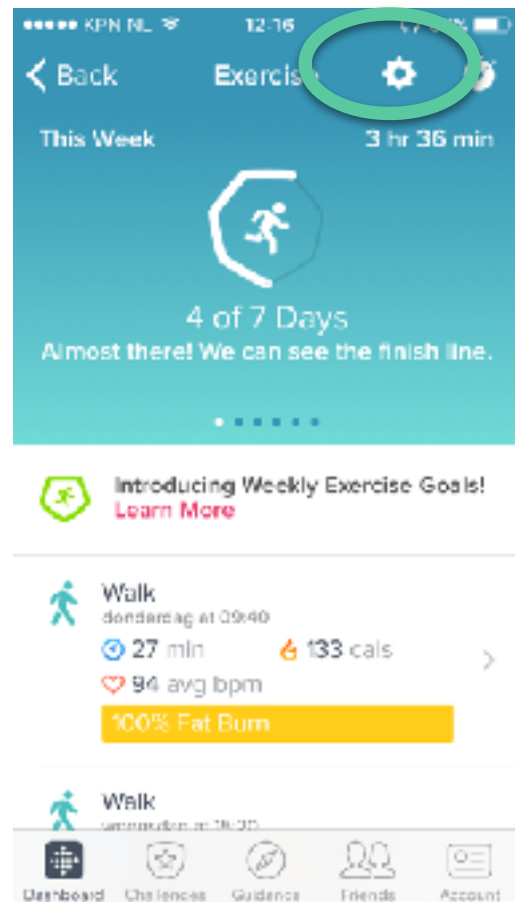 KPN NL 12:16
Back Exercise
This Week 3 hr 36 min
4 of 7 Days
Almost there! We can see the finish line.
Introducing Weekly Exercise Goals!
Learn More
Walk
donderdag at 09:40
27 min 133 cals
94 avg bpm
100% Fat Burn
Walk
Dashboard Challenges Guidance Friends Account